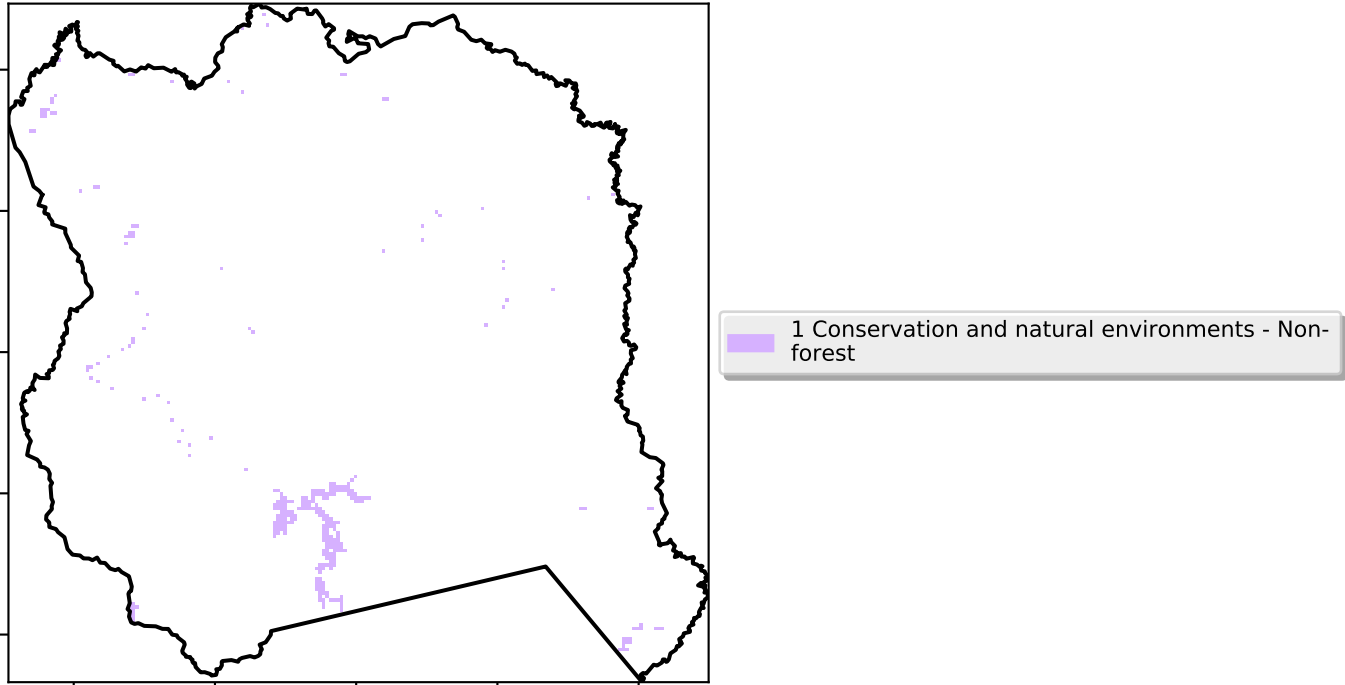 1 Conservation and natural environments - Non-
forest